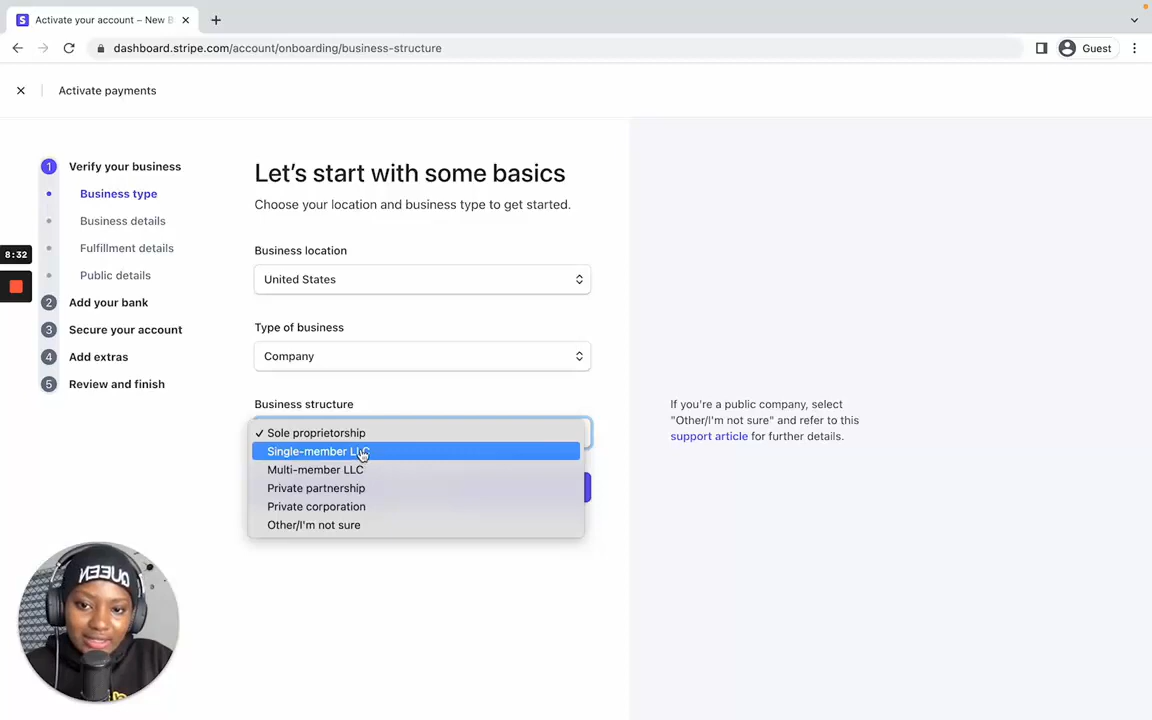 Activate your account – New B
dashboard.stripe.com/account/onboarding/business-structure
Guest
Activate payments
1 Verify your business
Business type
Business details
Fulfillment details
Public details
2 Add your bank
3 Secure your account
4 Add extras
5 Review and finish
8:32
Let's start with some basics
Choose your location and business type to get started.
Business location
United States
Type of business
Company
Business structure
✓ Sole proprietorship
Single-member LLC
Multi-member LLC
Private partnership
Private corporation
Other/I'm not sure
If you're a public company, select
"Other/I'm not sure" and refer to this
support article for further details.
QUEEN